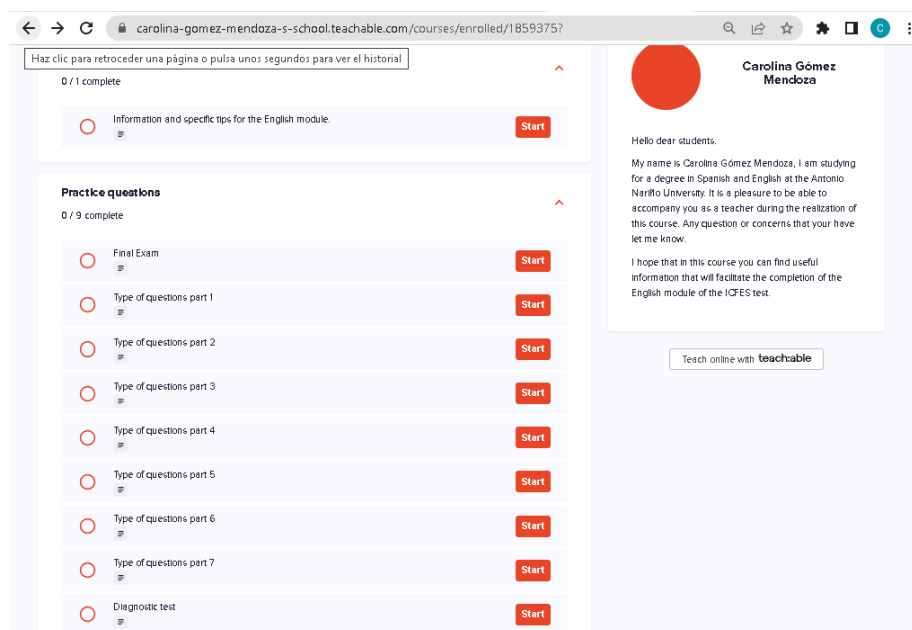 carolina-gomez-mendoza-s-school.teachable.com/courses/enrolled/1859375?
C
Haz clic para retroceder una página o pulsa unos segundos para ver el historial
0 / 1 complete
Information and specific tips for the English module.
Start
Practice questions
0 / 9 complete
Final Exam
Start
Type of questions part 1
Start
Type of questions part 2
Start
Type of questions part 3
Start
Type of questions part 4
Start
Type of questions part 5
Start
Type of questions part 6
Start
Type of questions part 7
Start
Diagnostic test
Start
Carolina Gómez
Mendoza
Hello dear students.
My name is Carolina Gómez Mendoza, I am studying
for a degree in Spanish and English at the Antonio
Nariño University. It is a pleasure to be able to
accompany you as a teacher during the realization of
this course. Any question or concerns that your have
let me know.
I hope that in this course you can find useful
information that will facilitate the completion of the
English module of the ICFES test.
Teach online with teach:able